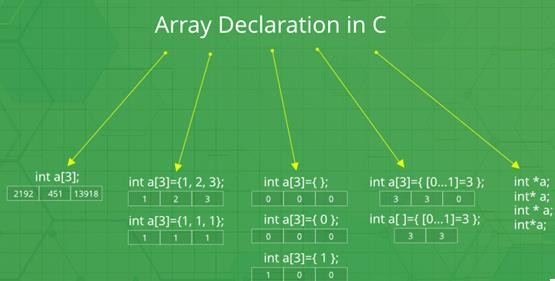 Array Declaration in C
int a[3];
2192 451 13918
int a[3]={1, 2, 3};
1 2 3
int a[3]={1, 1, 1};
1 1 1
int a[3]={ };
0 0 0
int a[3]={ 0 };
0 0 0
int a[3]={ 1 };
1 0 0
int a[3]={ [0...1]=3 };
3 3 0
int a[ ]={ [0...1]=3 };
3 3
int *a;
int* a;
int * a;
int*a;